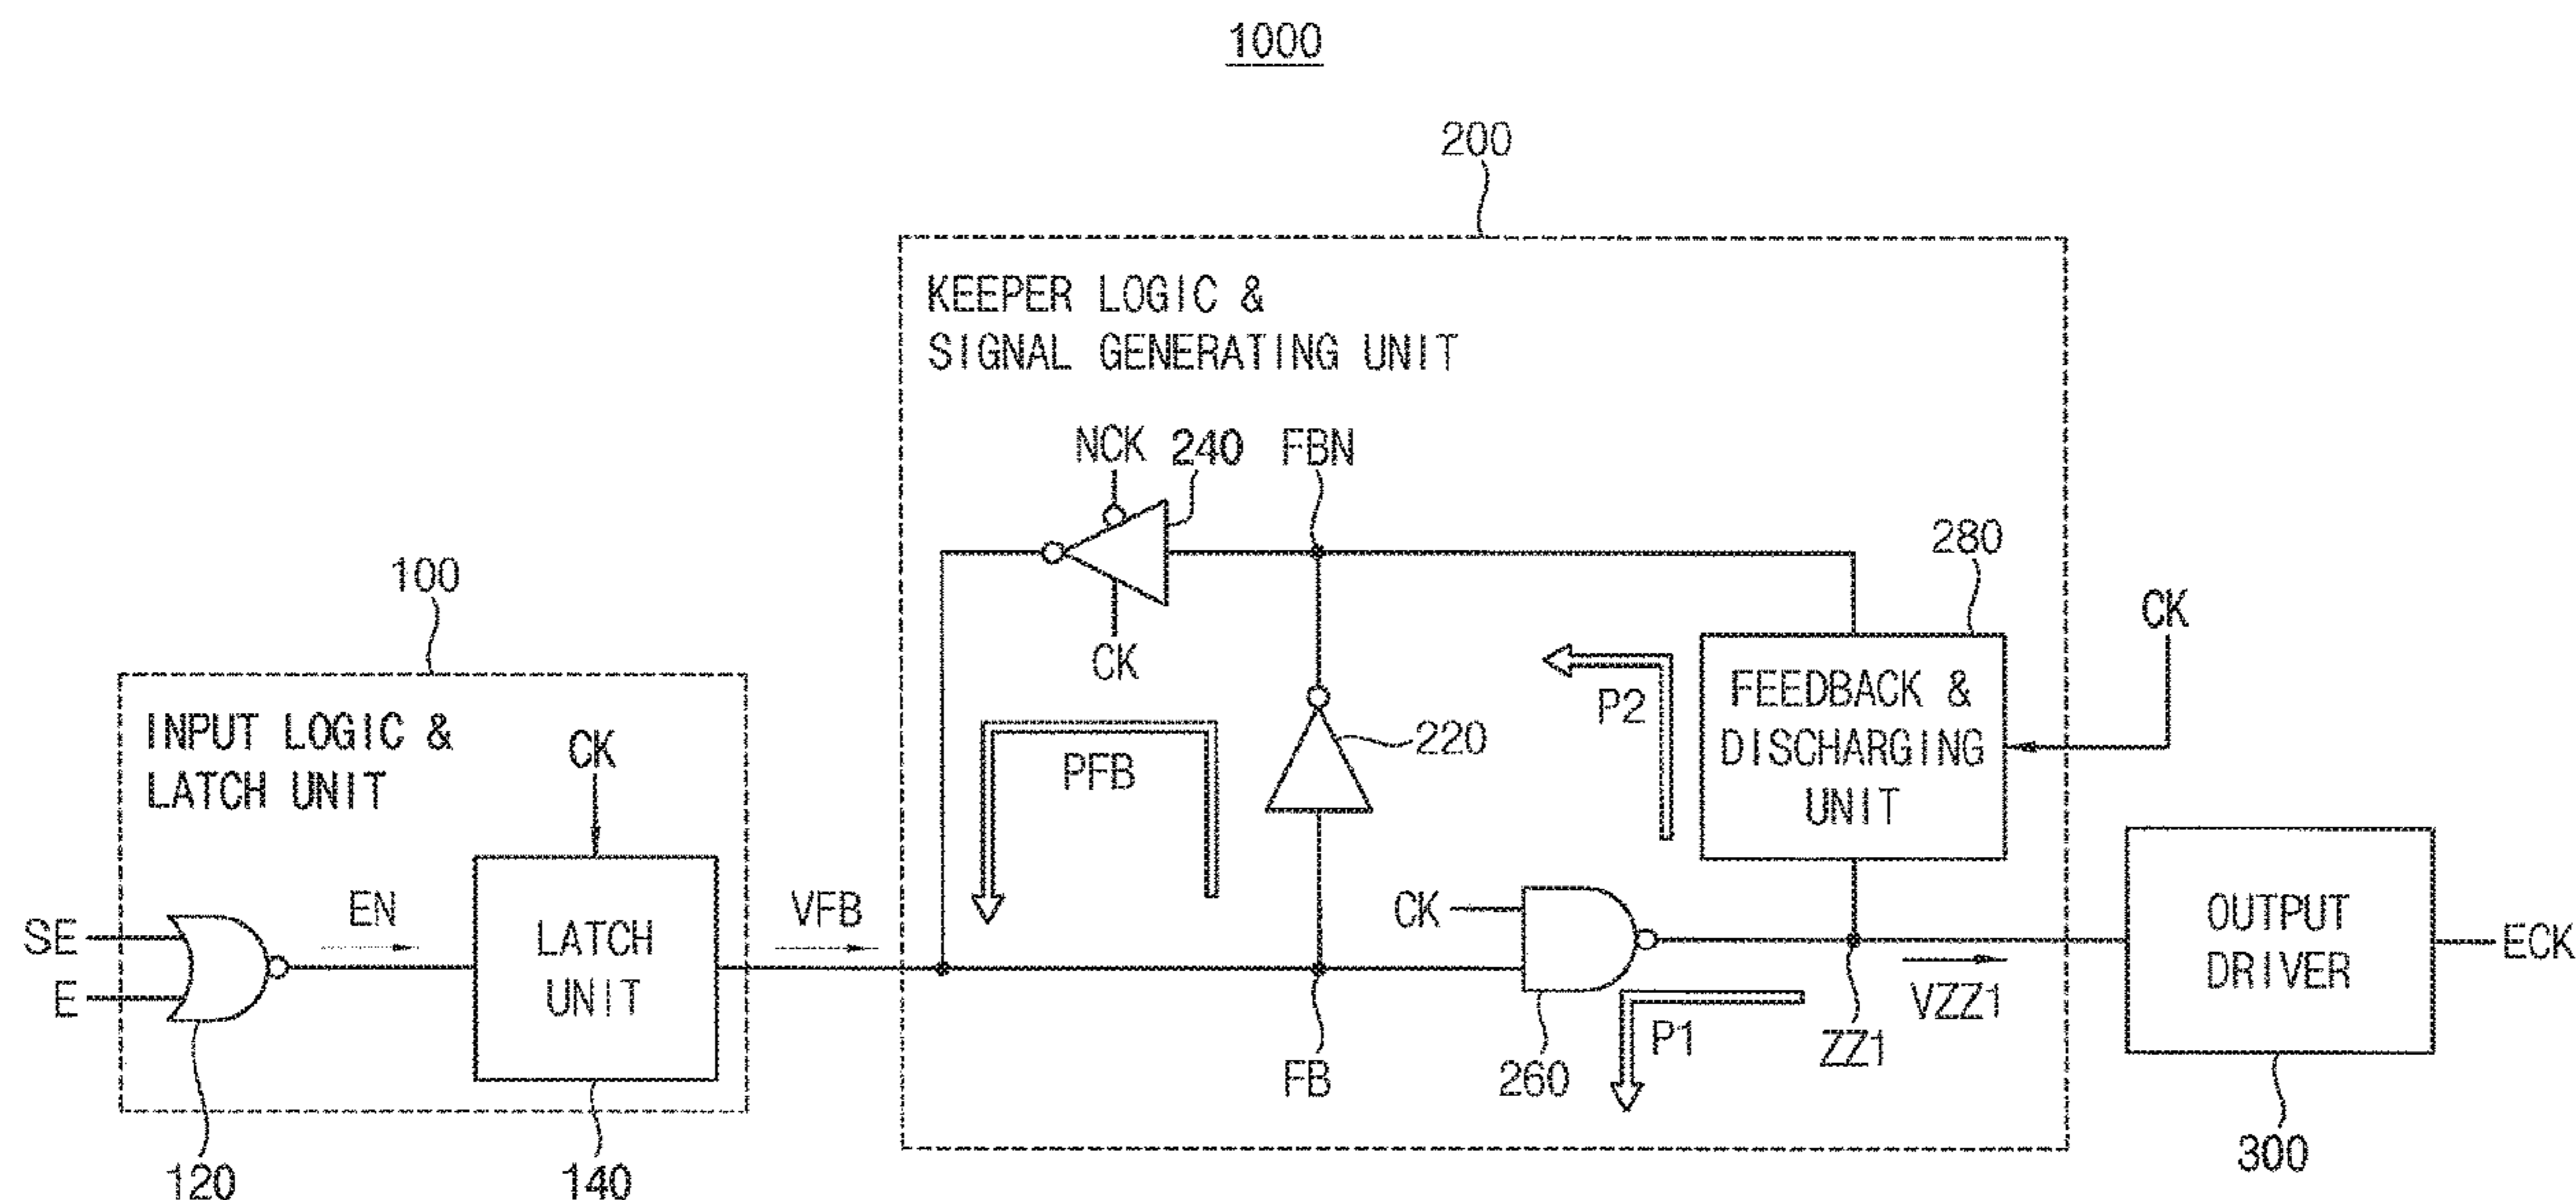 1000
200
KEEPER LOGIC &
SIGNAL GENERATING UNIT
NCK
240
FBN
280
CK
100
CK
INPUT LOGIC &
LATCH UNIT
CK
PFB
220
P2
FEEDBACK &
DISCHARGING
UNIT
SE
E
EN
LATCH
UNIT
VFB
CK
OUTPUT
DRIVER
ECK
FB
260
P1
ZZ1
VZZ1
120
140
300